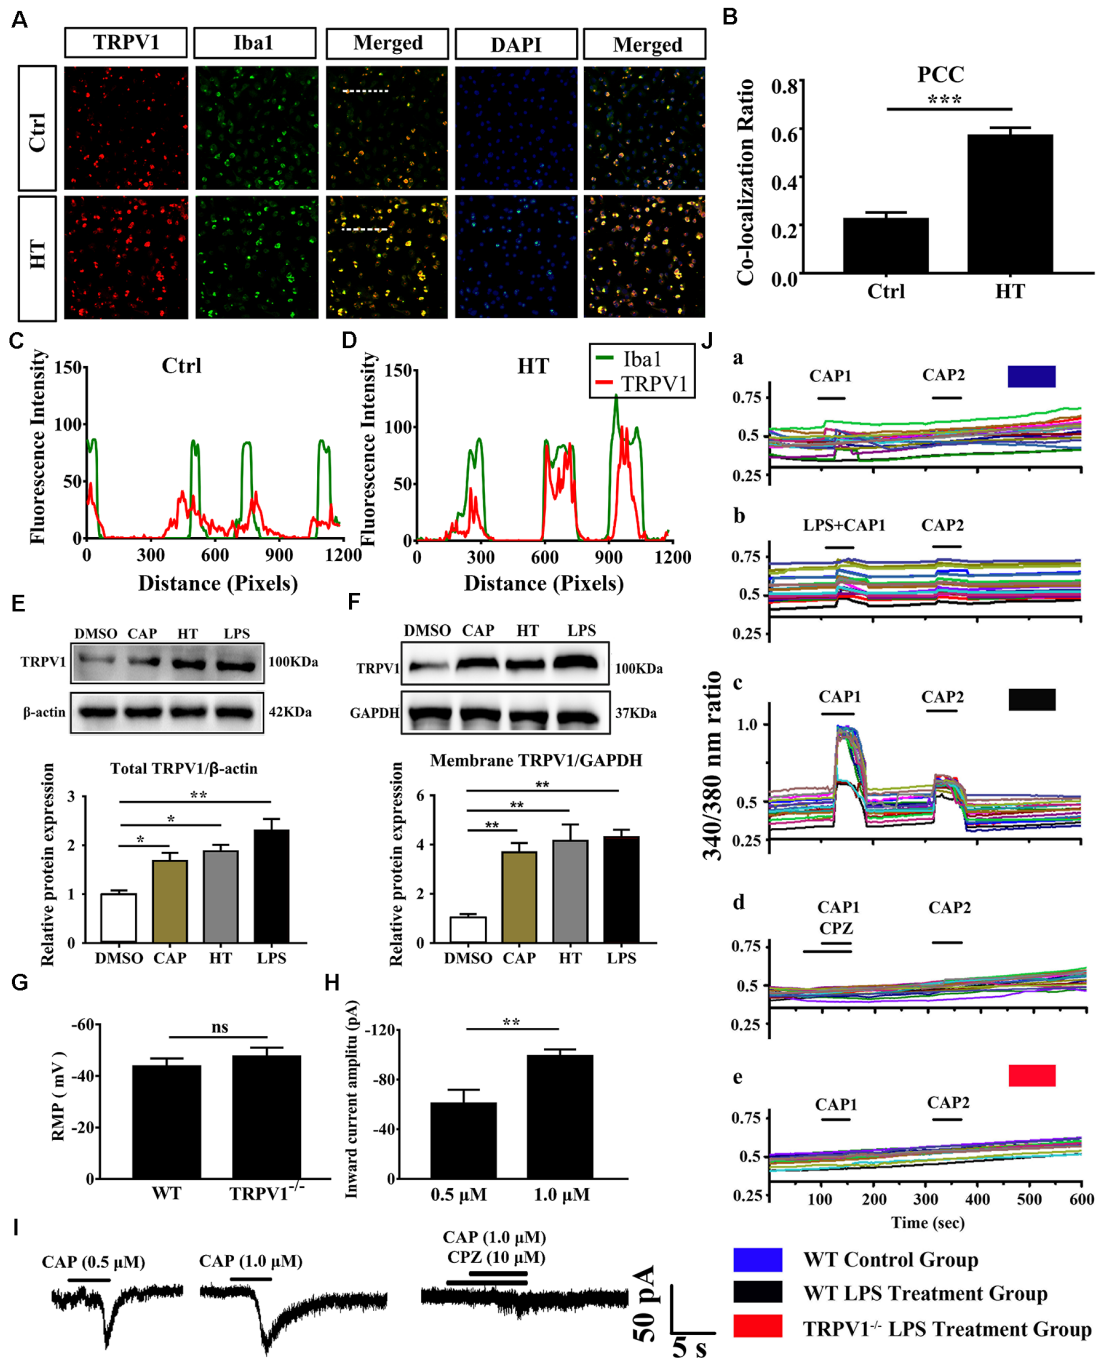 A
TRPV1
Iba1
Merged
DAPI
Merged
Ctrl
HT
B
PCC
***
Co-localization Ratio
0.8
0.6
0.4
0.2
0.0
Ctrl
HT
C
Ctrl
Fluorescence Intensity
150
100
50
0
0
300
600
900
1200
Distance (Pixels)
D
HT
Iba1
TRPV1
Fluorescence Intensity
150
100
50
0
0
300
600
900
1200
Distance (Pixels)
E
DMSO CAP HT LPS
TRPV1
100KDa
β-actin
42KDa
Total TRPV1/β-actin
Relative protein expression
3
2
1
0
**
*
*
DMSO CAP HT LPS
F
DMSO CAP HT LPS
TRPV1
100KDa
GAPDH
37KDa
Membrane TRPV1/GAPDH
Relative protein expression
6
4
2
0
**
**
**
DMSO CAP HT LPS
G
RMP ( mV )
-60
-40
-20
0
ns
WT
TRPV1-/-
H
Inward current amplitu (pA)
-120
-80
-40
0
**
0.5 μM
1.0 μM
I
CAP (0.5 μM)
CAP (1.0 μM)
CAP (1.0 μM)
CPZ (10 μM)
50 pA
5 s
J
340/380 nm ratio
a
CAP1
CAP2
0.75
0.5
0.25
b
LPS+CAP1
CAP2
0.75
0.5
0.25
c
CAP1
CAP2
1.0
0.5
0.25
d
CAP1
CPZ
CAP2
0.75
0.5
0.25
e
CAP1
CAP2
0.75
0.5
0.25
100 200 300 400 500 600
Time (sec)
WT Control Group
WT LPS Treatment Group
TRPV1-/- LPS Treatment Group